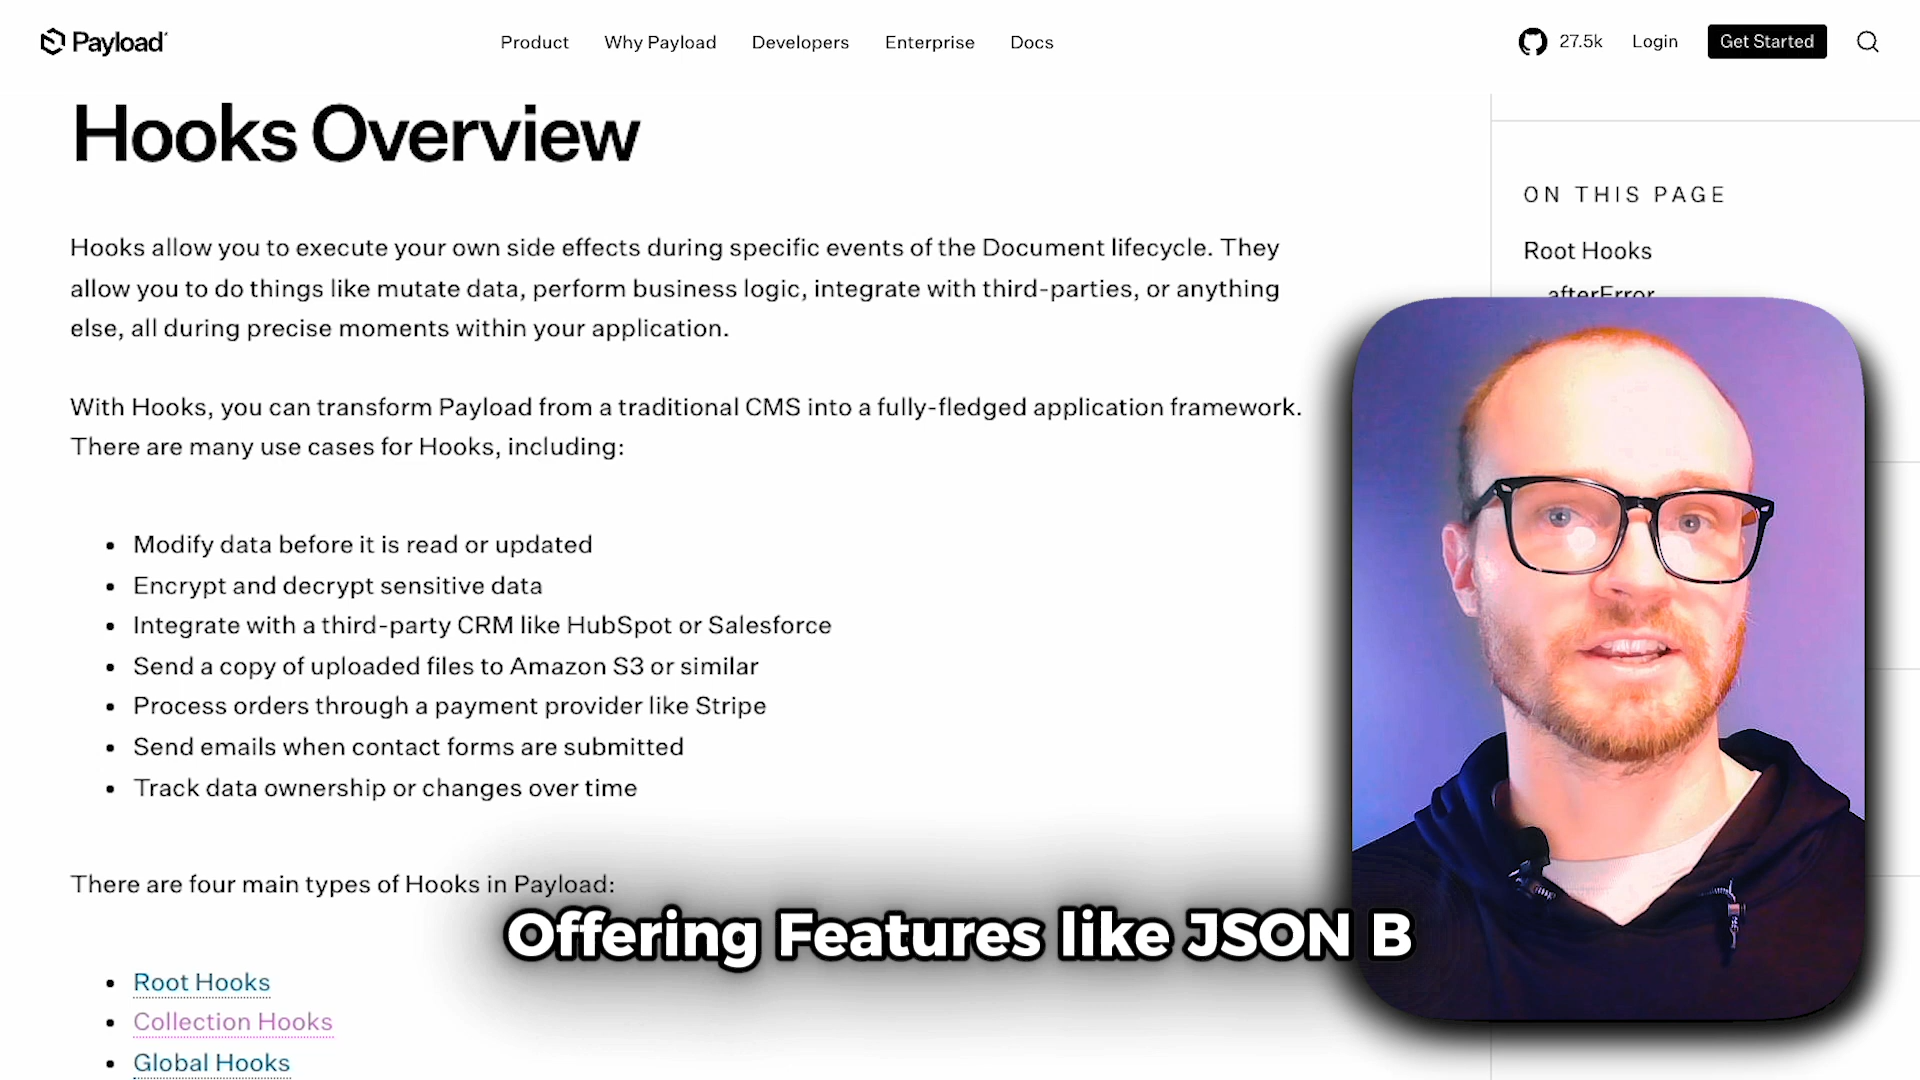 Payload
Product
Why Payload
Developers
Enterprise
Docs
27.5k
Login
Get Started
Hooks Overview
Hooks allow you to execute your own side effects during specific events of the Document lifecycle. They
allow you to do things like mutate data, perform business logic, integrate with third-parties, or anything
else, all during precise moments within your application.
With Hooks, you can transform Payload from a traditional CMS into a fully-fledged application framework.
There are many use cases for Hooks, including:
• Modify data before it is read or updated
• Encrypt and decrypt sensitive data
• Integrate with a third-party CRM like HubSpot or Salesforce
• Send a copy of uploaded files to Amazon S3 or similar
• Process orders through a payment provider like Stripe
• Send emails when contact forms are submitted
• Track data ownership or changes over time
There are four main types of Hooks in Payload:
• Root Hooks
• Collection Hooks
• Global Hooks
ON THIS PAGE
Root Hooks
afterError
Offering Features like JSON B